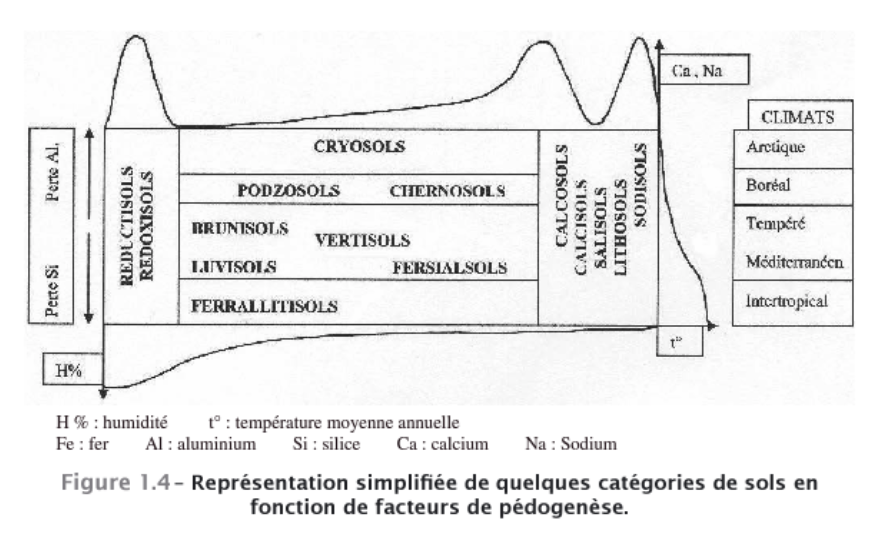 Ca , Na
CLIMATS
Perte Al.
Perte Si
REDUCTISOLS
REDOXISOLS
CRYOSOLS
PODZOSOLS CHERNOSOLS
BRUNISOLS
VERTISOLS
LUVISOLS FERSIALSOLS
FERRALLITISOLS
CALCOSOLS
CALCISOLS
SALISOLS
LITHOSOLS
SODISOLS
Arctique
Boréal
Tempéré
Méditerranéen
Intertropical
t°
H%
H % : humidité t° : température moyenne annuelle
Fe : fer Al : aluminium Si : silice Ca : calcium Na : Sodium
Figure 1.4 – Représentation simplifiée de quelques catégories de sols en
fonction de facteurs de pédogenèse.